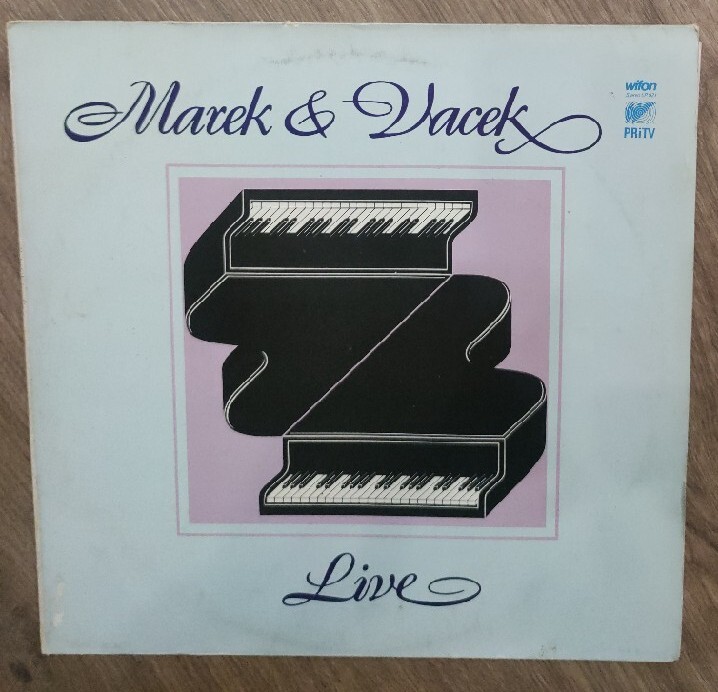 Marek & Vacek
wifon
PRiTV
Live